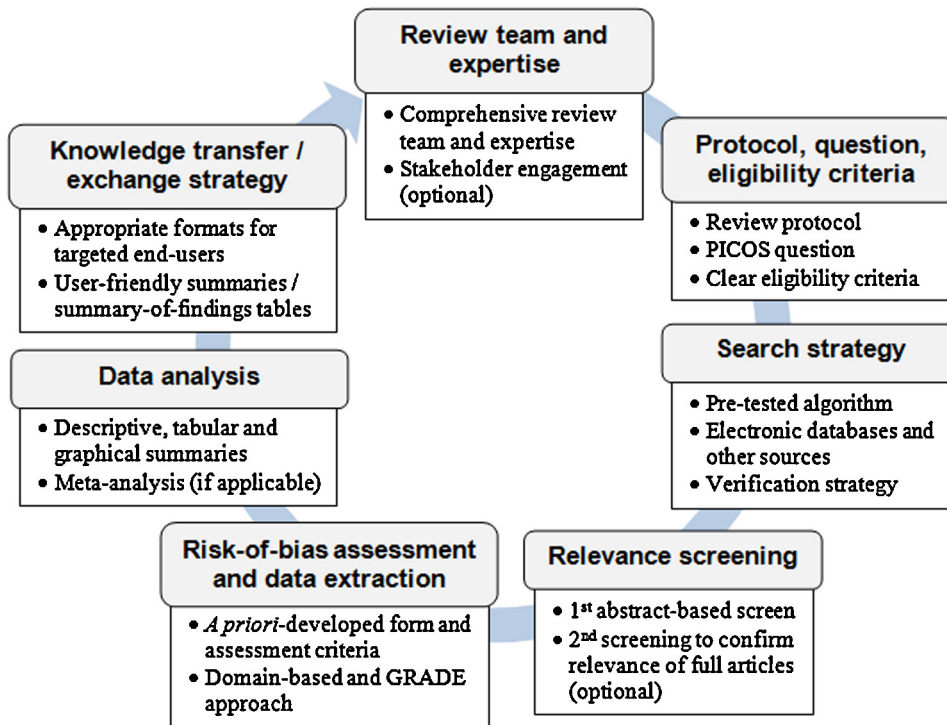 Review team and
expertise
• Comprehensive review
team and expertise
• Stakeholder engagement
(optional)
Protocol, question,
eligibility criteria
• Review protocol
• PICOS question
• Clear eligibility criteria
Search strategy
• Pre-tested algorithm
• Electronic databases and
other sources
• Verification strategy
Relevance screening
• 1st abstract-based screen
• 2nd screening to confirm
relevance of full articles
(optional)
Risk-of-bias assessment
and data extraction
• A priori-developed form and
assessment criteria
• Domain-based and GRADE
approach
Data analysis
• Descriptive, tabular and
graphical summaries
• Meta-analysis (if applicable)
Knowledge transfer /
exchange strategy
• Appropriate formats for
targeted end-users
• User-friendly summaries /
summary-of-findings tables